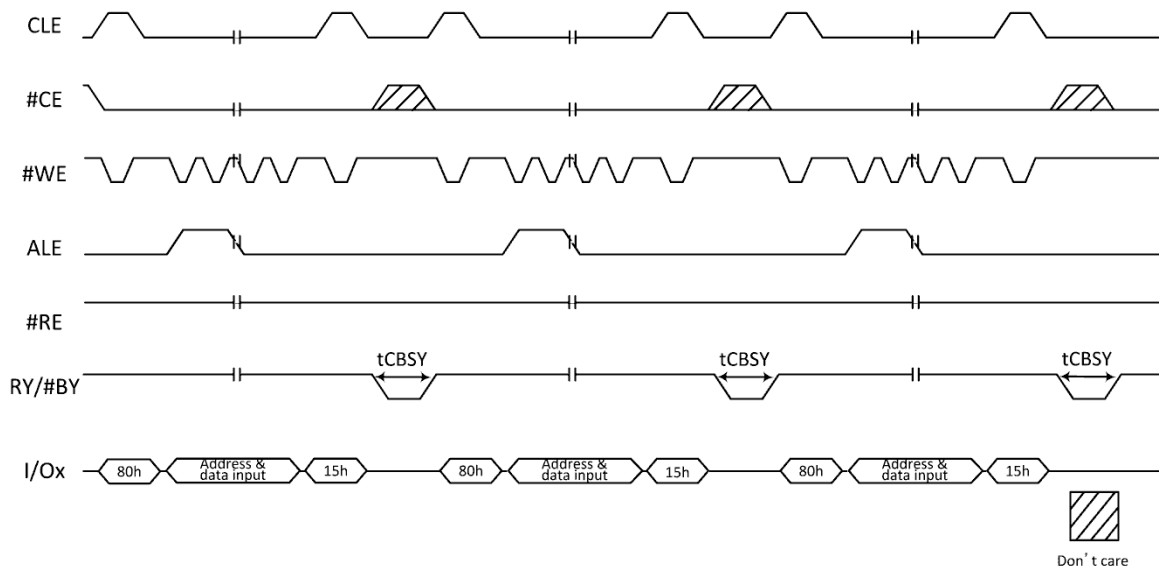 CLE
#CE
#WE
ALE
#RE
tCBSY tCBSY tCBSY
RY/#BY
I/Ox 80h Address & data input 15h 80h Address & data input 15h 80h Address & data input 15h
Don't care